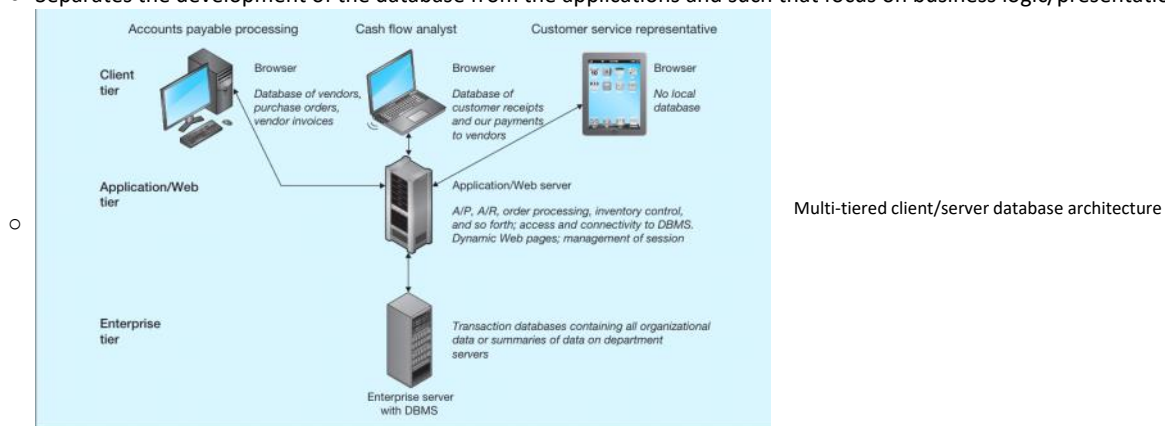 Separates the development of the database from the applications and such that focus on business logic/presentatio
Accounts payable processing
Cash flow analyst
Customer service representative
Client
tier
Browser
Database of vendors,
purchase orders,
vendor invoices
Browser
Database of
customer receipts
and our payments
to vendors
Browser
No local
database
Application/Web
tier
Application/Web server
A/P, A/R, order processing, inventory control,
and so forth; access and connectivity to DBMS.
Dynamic Web pages; management of session
Multi-tiered client/server database architecture
Enterprise
tier
Transaction databases containing all organizational
data or summaries of data on department
servers
Enterprise server
with DBMS